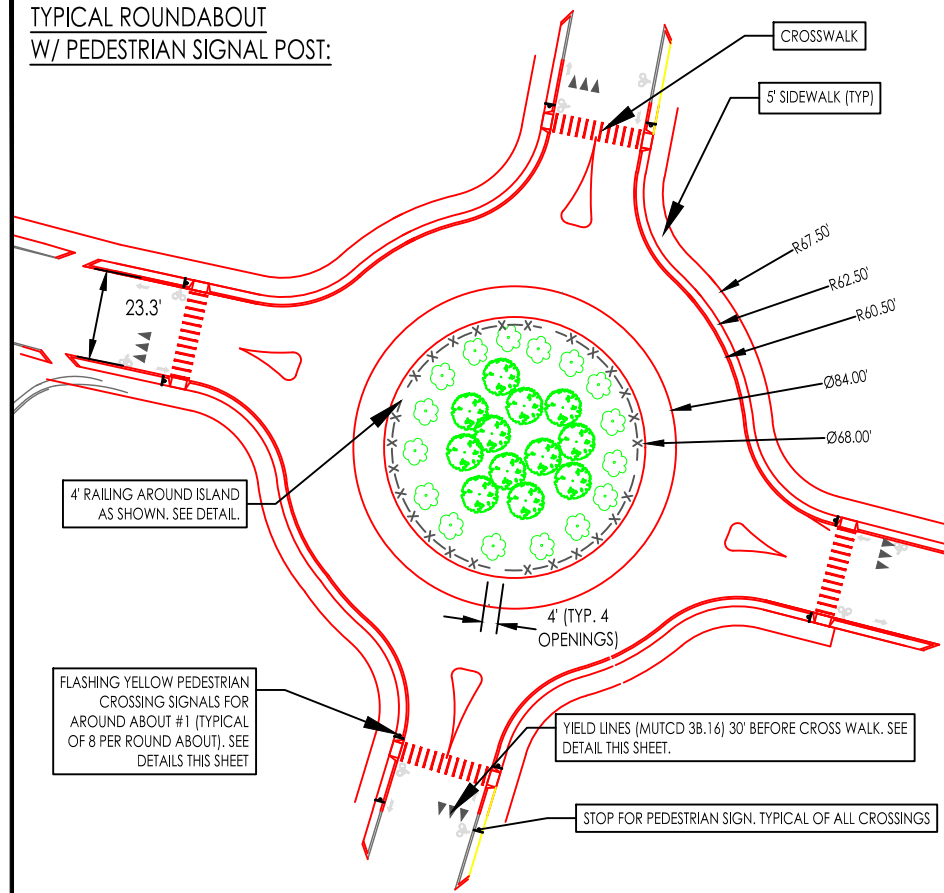 TYPICAL ROUNDABOUT
W/ PEDESTRIAN SIGNAL POST:
CROSSWALK
5' SIDEWALK (TYP)
R67.50'
R62.50'
R60.50'
Ø84.00'
Ø68.00'
23.3'
4' RAILING AROUND ISLAND
AS SHOWN. SEE DETAIL.
4' (TYP. 4
OPENINGS)
FLASHING YELLOW PEDESTRIAN
CROSSING SIGNALS FOR
AROUND ABOUT #1 (TYPICAL
OF 8 PER ROUND ABOUT). SEE
DETAILS THIS SHEET
YIELD LINES (MUTCD 3B.16) 30' BEFORE CROSS WALK. SEE
DETAIL THIS SHEET.
STOP FOR PEDESTRIAN SIGN. TYPICAL OF ALL CROSSINGS